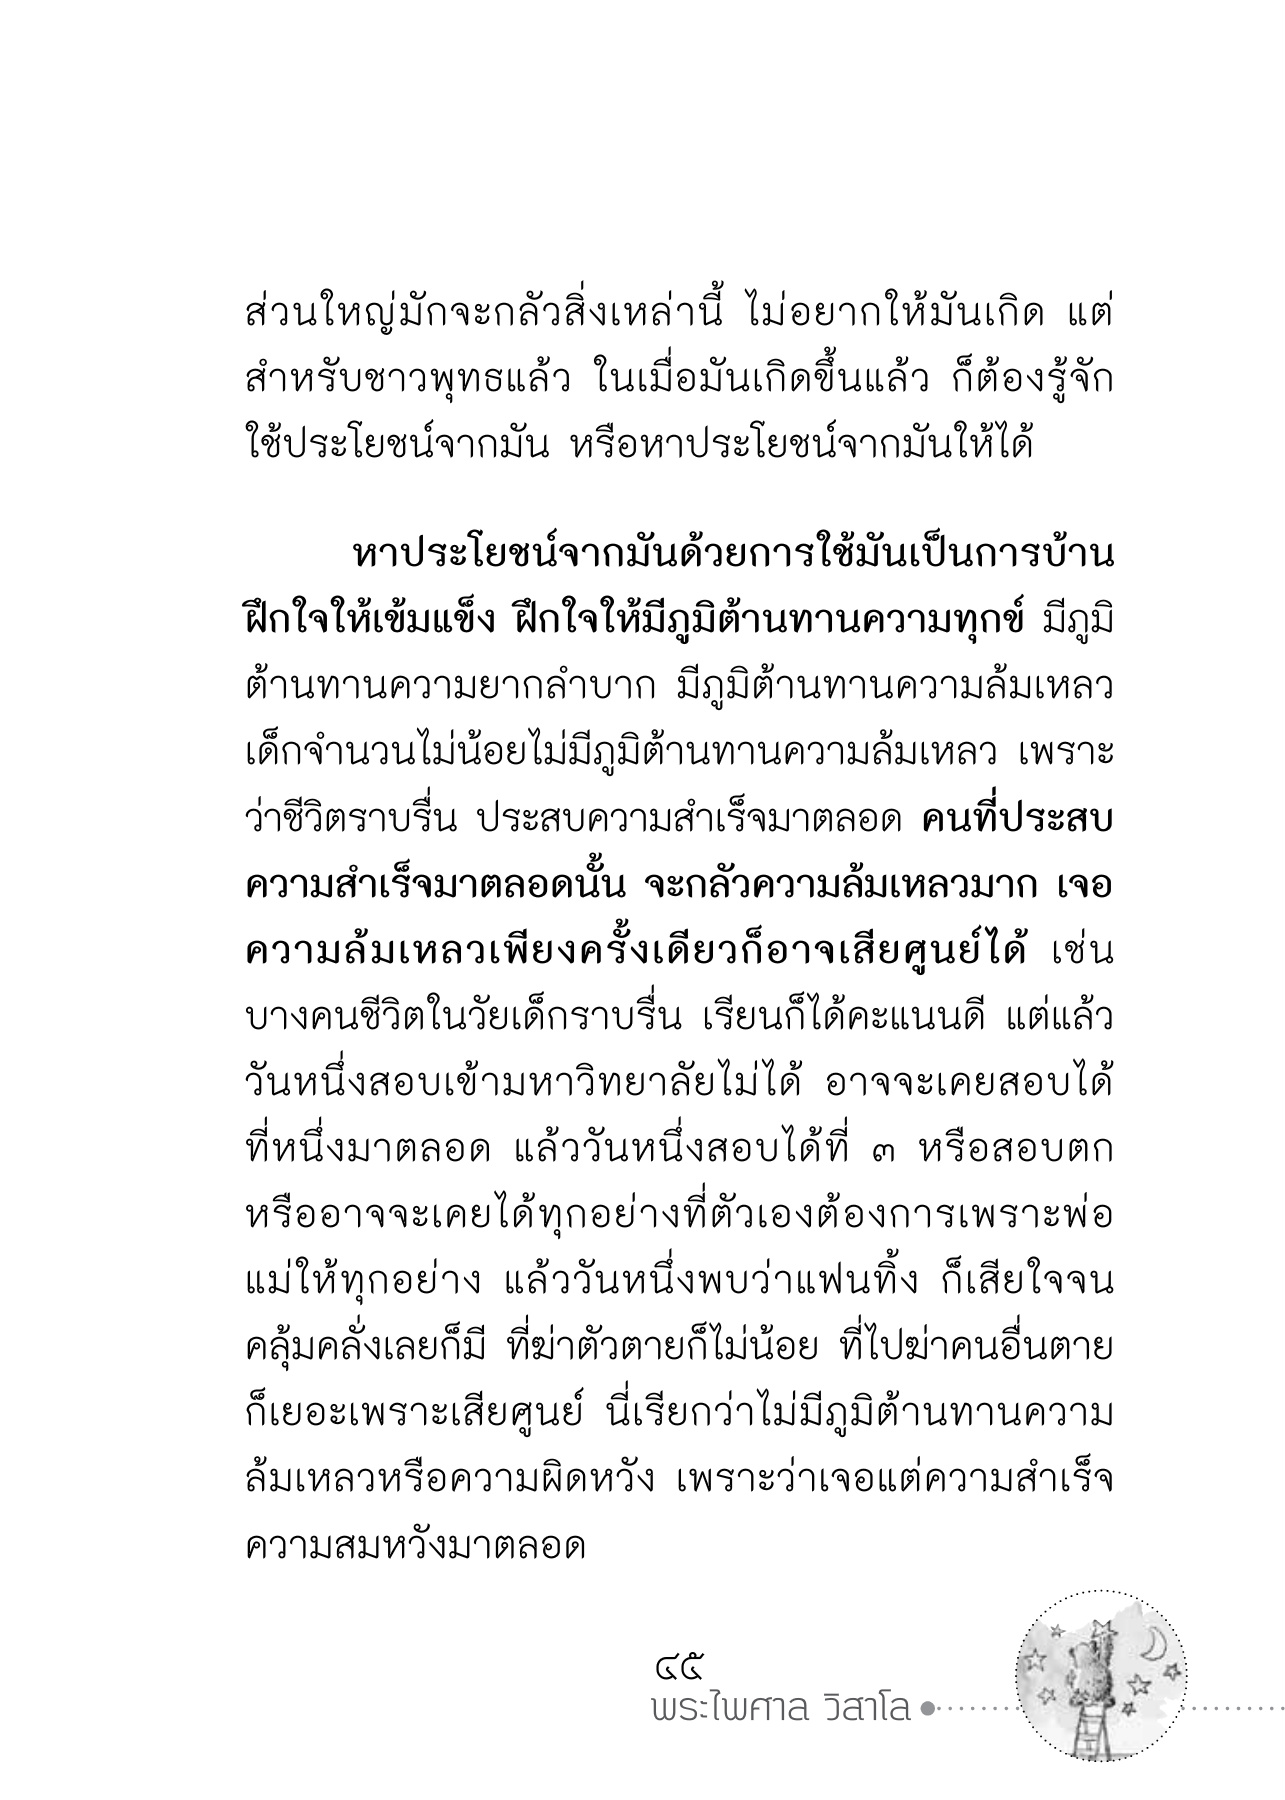 ส่วนใหญ่มักจะกลัวสิ่งเหล่านี้ ไม่อยากให้มันเกิด แต่
สำหรับชาวพุทธแล้ว ในเมื่อมันเกิดขึ้นแล้ว ก็ต้องรู้จัก
ใช้ประโยชน์จากมัน หรือหาประโยชน์จากมันให้ได้
หาประโยชน์จากมันด้วยการใช้มันเป็นการบ้าน
ฝึกใจให้เข้มแข็ง ฝึกใจให้มีภูมิต้านทานความทุกข์ มีภูมิ
ต้านทานความยากลำบาก มีภูมิต้านทานความล้มเหลว
เด็กจำนวนไม่น้อยไม่มีภูมิต้านทานความล้มเหลว เพราะ
ว่าชีวิตราบรื่น ประสบความสำเร็จมาตลอด คนที่ประสบ
ความสำเร็จมาตลอดนั้น จะกลัวความล้มเหลวมาก เจอ
ความล้มเหลวเพียงครั้งเดียวก็อาจเสียศูนย์ได้ เช่น
บางคนชีวิตในวัยเด็กราบรื่น เรียนก็ได้คะแนนดี แต่แล้ว
วันหนึ่งสอบเข้ามหาวิทยาลัยไม่ได้ อาจจะเคยสอบได้
ที่หนึ่งมาตลอด แล้ววันหนึ่งสอบได้ที่ ๓ หรือสอบตก
หรืออาจจะเคยได้ทุกอย่างที่ตัวเองต้องการเพราะพ่อ
แม่ให้ทุกอย่าง แล้ววันหนึ่งพบว่าแฟนทิ้ง ก็เสียใจจน
คลุ้มคลั่งเลยก็มี ที่ฆ่าตัวตายก็ไม่น้อย ที่ไปฆ่าคนอื่นตาย
ก็เยอะเพราะเสียศูนย์ นี่เรียกว่าไม่มีภูมิต้านทานความ
ล้มเหลวหรือความผิดหวัง เพราะว่าเจอแต่ความสำเร็จ
ความสมหวังมาตลอด
๔๕
พระไพศาล วิสาโล